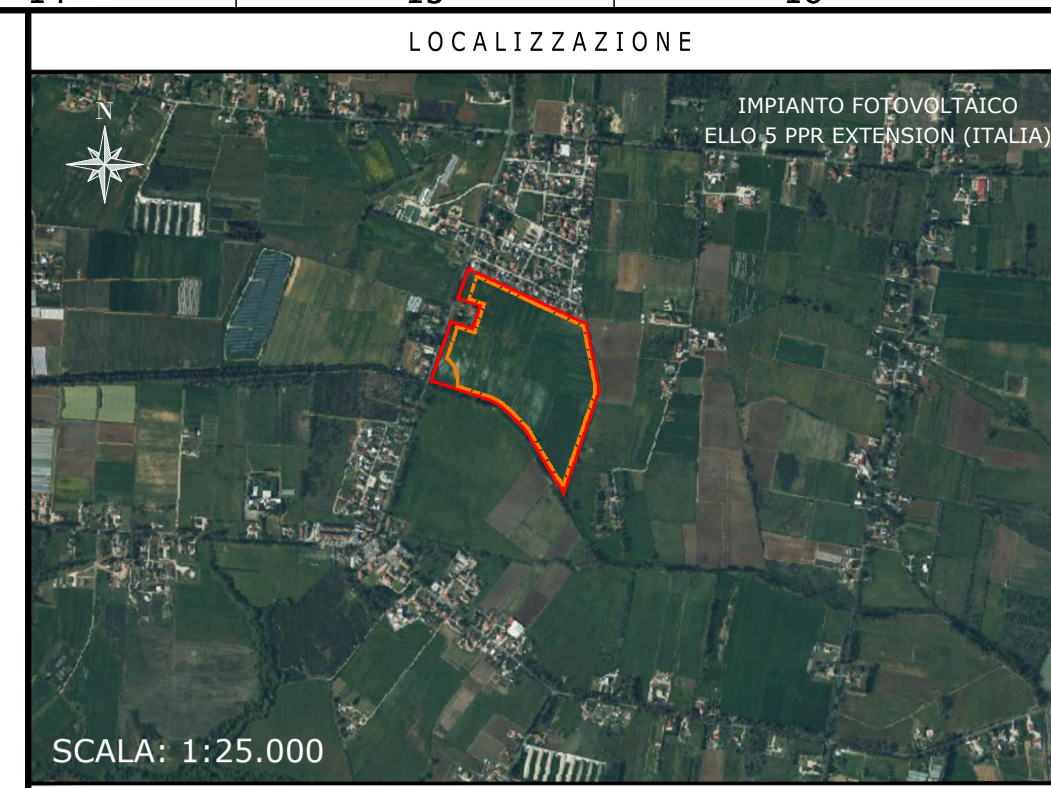 LOCALIZZAZIONE
N
IMPIANTO FOTOVOLTAICO
ELLO 5 PPR EXTENSION (ITALIA)
SCALA: 1:25.000